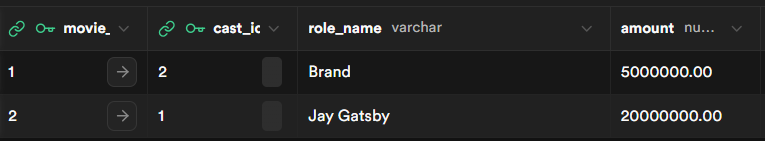 movie_ cast_ic role_name varchar amount nu...
1 2 Brand 5000000.00
2 1 Jay Gatsby 20000000.00